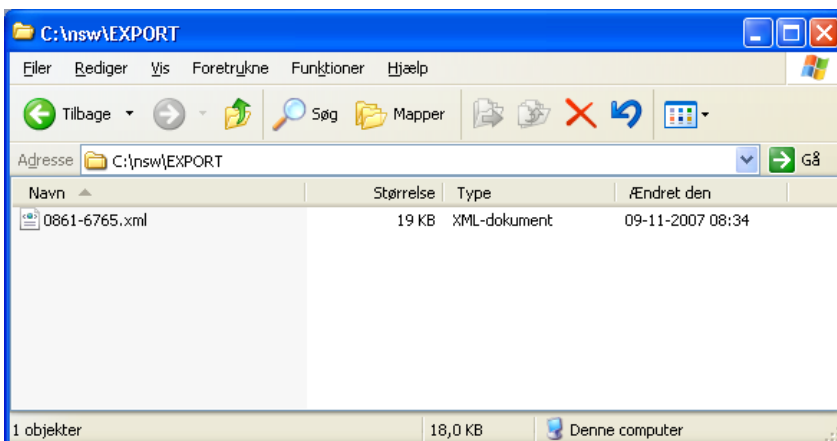 C:\nsw\EXPORT
Filer Rediger Vis Foretrukne Funktioner Hjælp
Tilbage Søg Mapper
Adresse C:\nsw\EXPORT Gå
Navn Størrelse Type Ændret den
0861-6765.xml 19 KB XML-dokument 09-11-2007 08:34
1 objekter 18,0 KB Denne computer